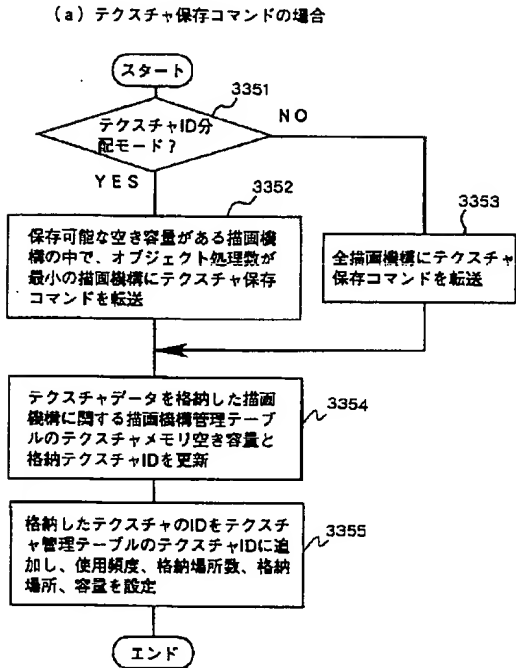 (a) テクスチャ保存コマンドの場合
スタート
3351
テクスチャID分
配モード?
NO
YES
3352
保存可能な空き容量がある描画機
構の中で、オブジェクト処理数が
最小の描画機構にテクスチャ保存
コマンドを転送
3353
全描画機構にテクスチャ
保存コマンドを転送
テクスチャデータを格納した描画
機構に関する描画機構管理テーブ
ルのテクスチャメモリ空き容量と
格納テクスチャIDを更新
3354
格納したテクスチャのIDをテクスチ
ャ管理テーブルのテクスチャIDに追
加し、使用頻度、格納場所数、格納
場所、容量を設定
3355
エンド